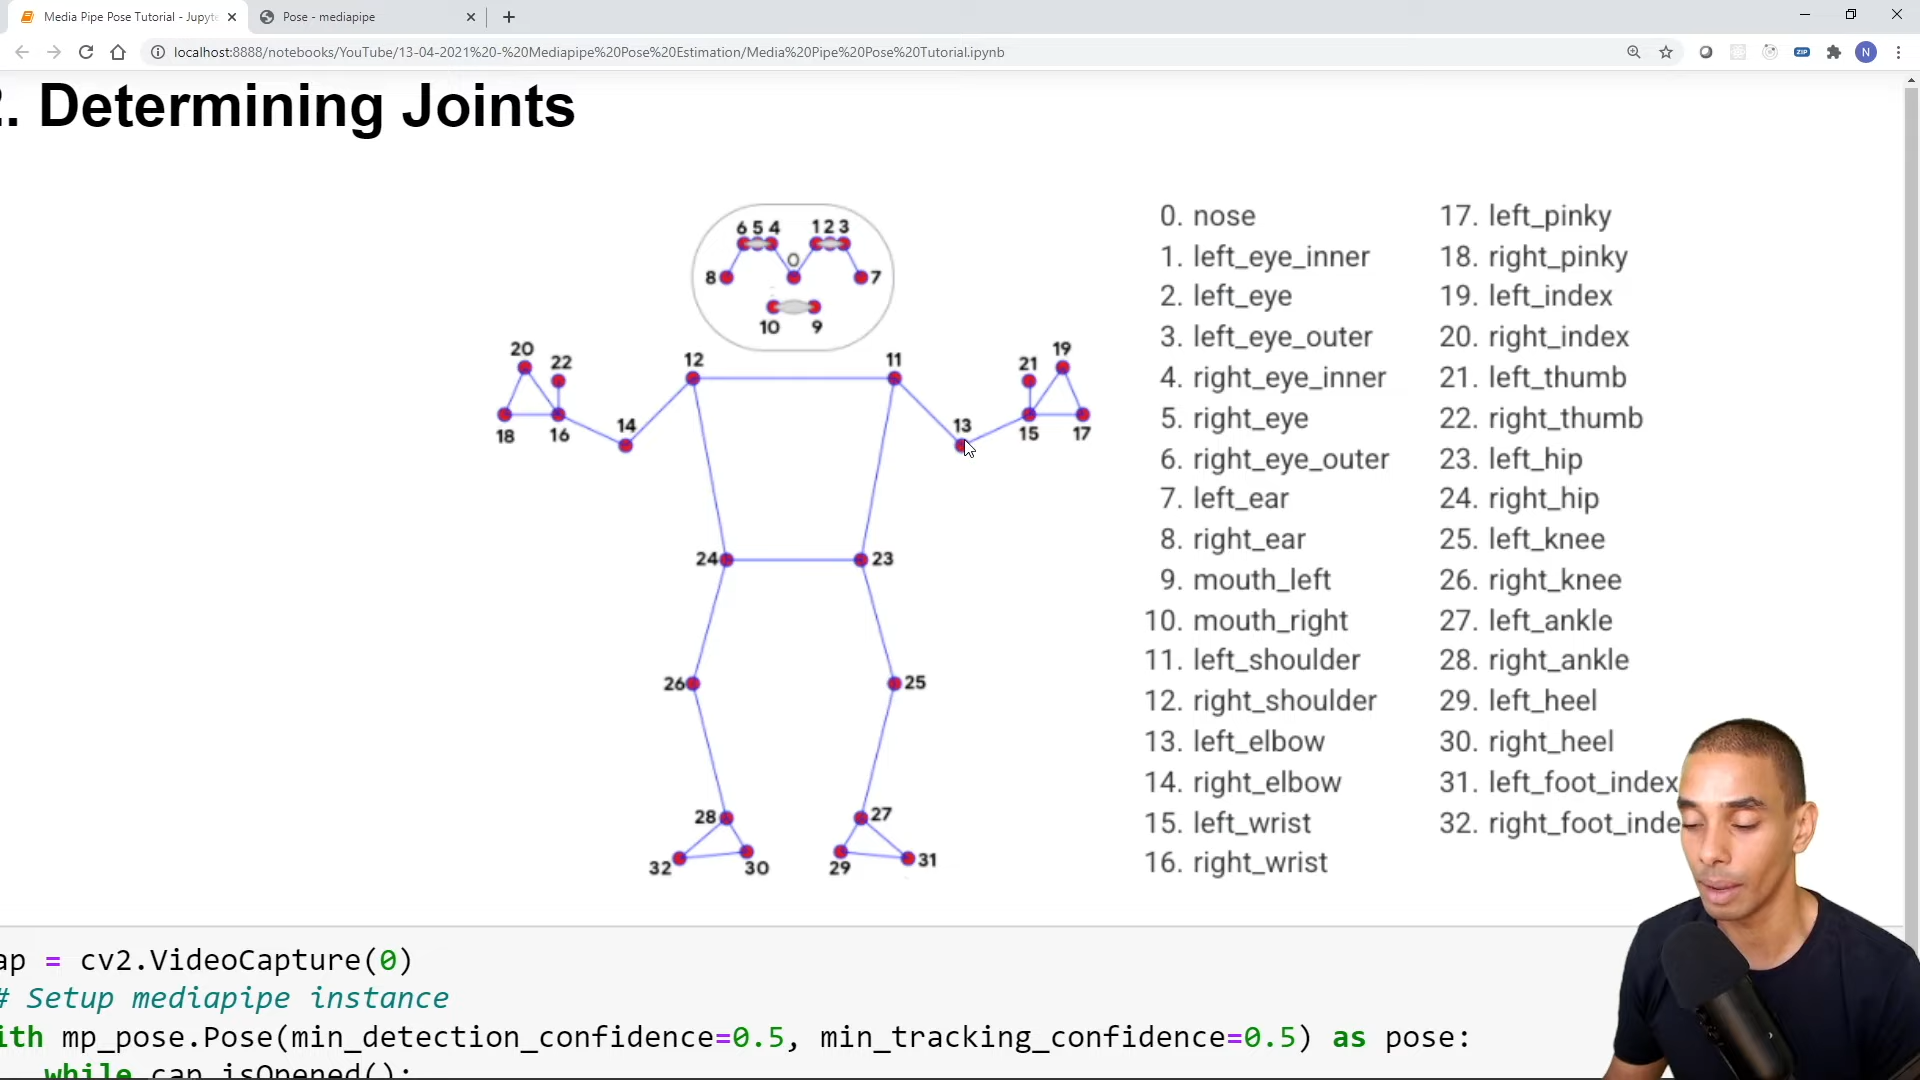 Media Pipe Pose Tutorial - Jupyt
Pose - mediapipe
localhost:8888/notebooks/YouTube/13-04-2021%20-%20Mediapipe%20Pose%20Estimation/Media%20Pipe%20Pose%20Tutorial.ipynb
ZIP
N
2. Determining Joints
6 5 4
1 2 3
0
8
7
10
9
20
22
12
11
21
19
18
16
14
13
15
17
24
23
26
25
28
27
32
30
29
31
0. nose
1. left_eye_inner
2. left_eye
3. left_eye_outer
4. right_eye_inner
5. right_eye
6. right_eye_outer
7. left_ear
8. right_ear
9. mouth_left
10. mouth_right
11. left_shoulder
12. right_shoulder
13. left_elbow
14. right_elbow
15. left_wrist
16. right_wrist
17. left_pinky
18. right_pinky
19. left_index
20. right_index
21. left_thumb
22. right_thumb
23. left_hip
24. right_hip
25. left_knee
26. right_knee
27. left_ankle
28. right_ankle
29. left_heel
30. right_heel
31. left_foot_index
32. right_foot_inde
ap = cv2.VideoCapture(0)
# Setup mediapipe instance
ith mp_pose.Pose(min_detection_confidence=0.5, min_tracking_confidence=0.5) as pose:
while cap.isOpened():